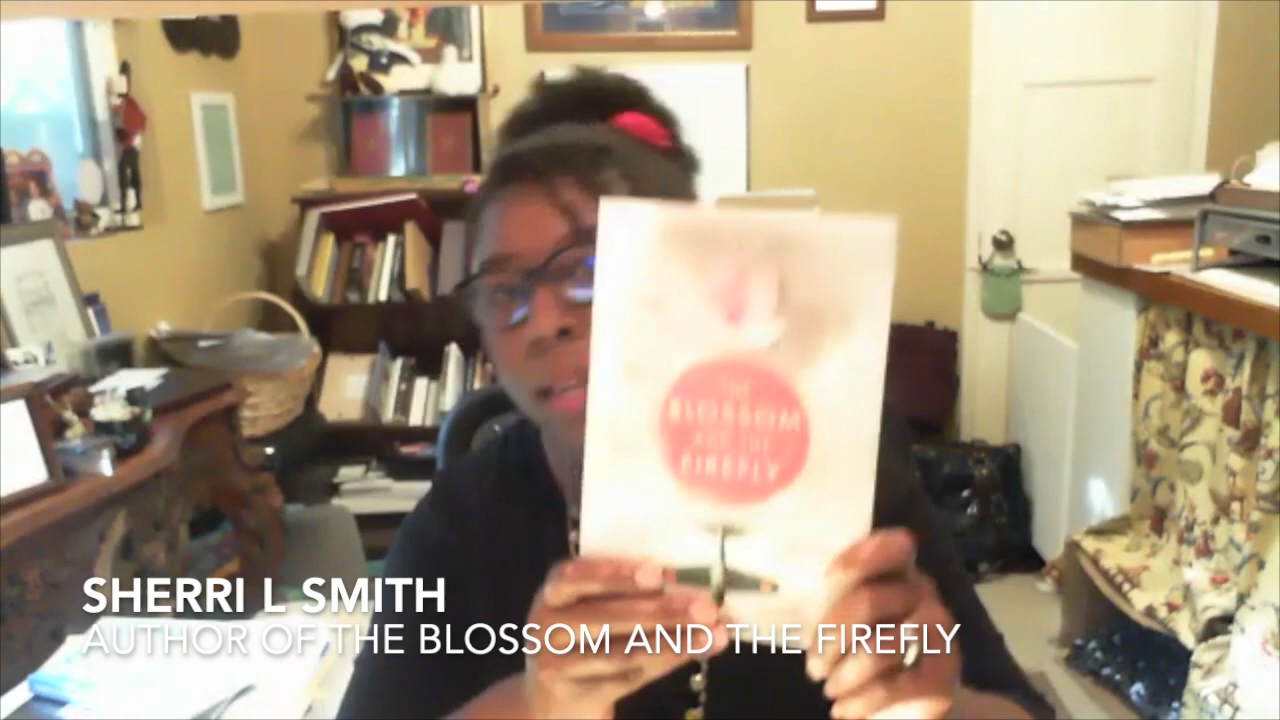 THE
BLOSSOM
AND THE
FIREFLY
SHERRI L SMITH
AUTHOR OF THE BLOSSOM AND THE FIREFLY